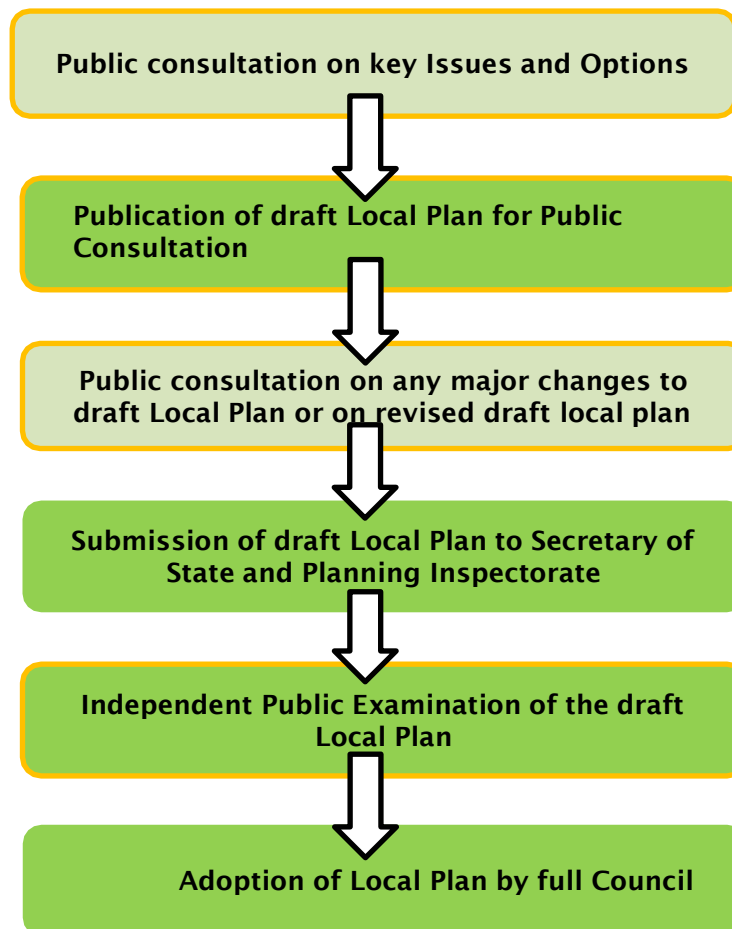 Public consultation on key Issues and Options
Publication of draft Local Plan for Public
Consultation
Public consultation on any major changes to
draft Local Plan or on revised draft local plan
Submission of draft Local Plan to Secretary of
State and Planning Inspectorate
Independent Public Examination of the draft
Local Plan
Adoption of Local Plan by full Council